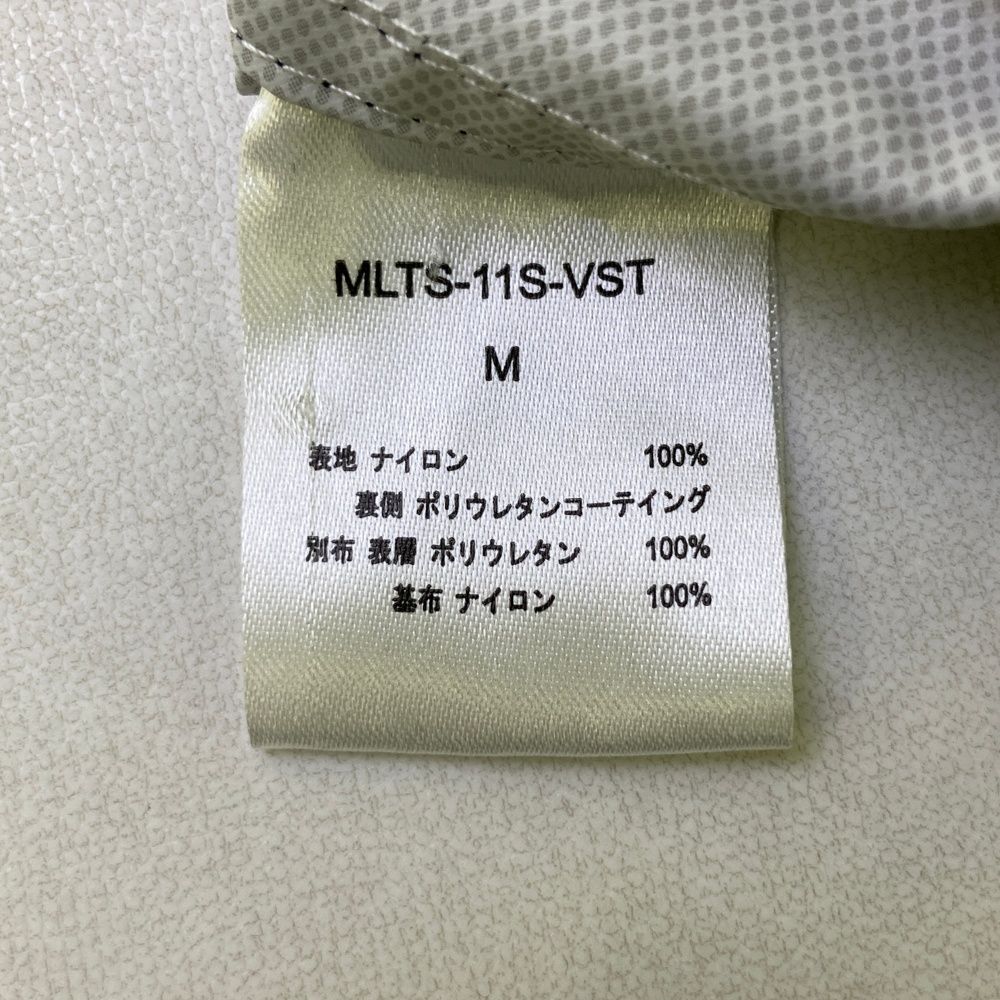 MLTS-11S-VST
M
表地 ナイロン 100%
裏側 ポリウレタンコーテイング
別布 表層 ポリウレタン 100%
基布 ナイロン 100%